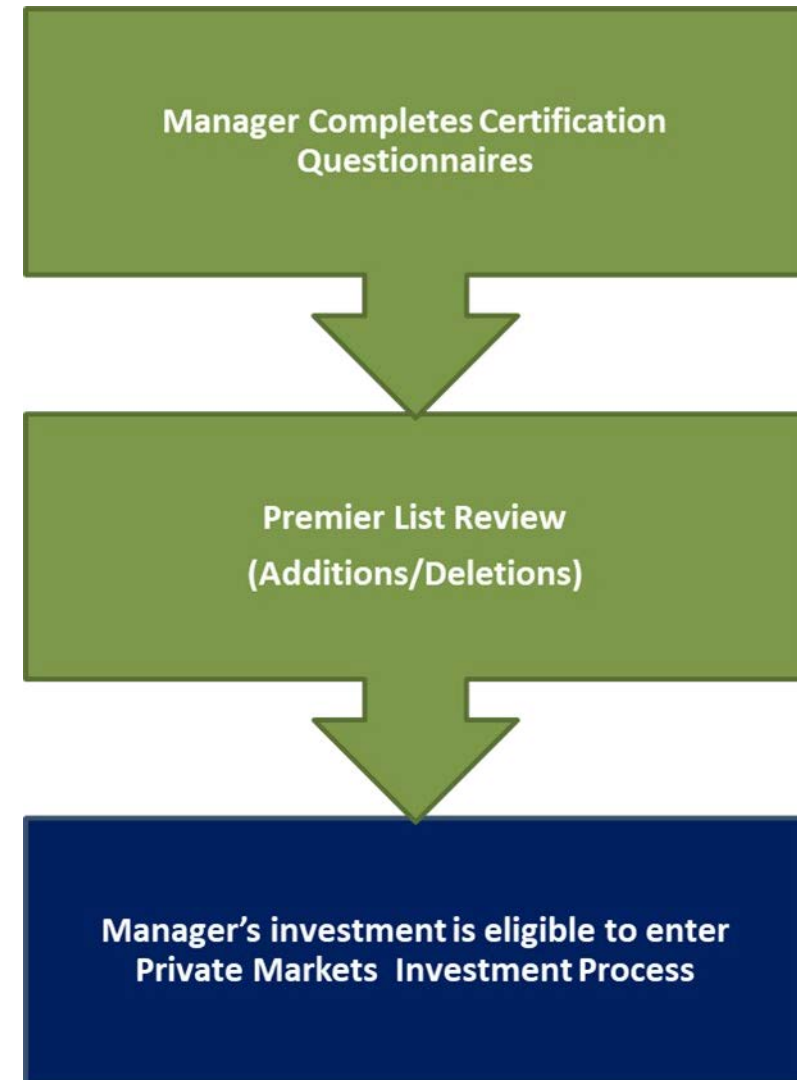 Manager Completes Certification
Questionnaires
Premier List Review
(Additions/Deletions)
Manager’s investment is eligible to enter
Private Markets Investment Process